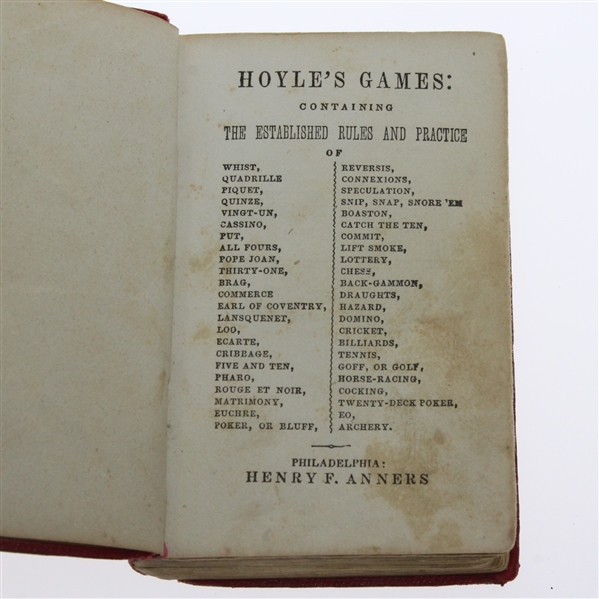 HOYLE'S GAMES:
CONTAINING
THE ESTABLISHED RULES AND PRACTICE
OF
WHIST,
QUADRILLE
PIQUET,
QUINZE,
VINGT-UN,
CASSINO,
PUT,
ALL FOURS,
POPE JOAN,
THIRTY-ONE,
BRAG,
COMMERCE
EARL OF COVENTRY,
LANSQUENET,
LOO,
ECARTE,
CRIBBAGE,
FIVE AND TEN,
PHARO,
ROUGE ET NOIR,
MATRIMONY,
EUCHRE,
POKER, OR BLUFF,
REVERSIS,
CONNEXIONS,
SPECULATION,
SNIP, SNAP, SNORE 'EM
BOASTON,
CATCH THE TEN,
COMMIT,
LIFT SMOKE,
LOTTERY,
CHESS,
BACK-GAMMON,
DRAUGHTS,
HAZARD,
DOMINO,
CRICKET,
BILLIARDS,
TENNIS,
GOFF, OR GOLF,
HORSE-RACING,
COCKING,
TWENTY-DECK POKER,
EO,
ARCHERY.
PHILADELPHIA:
HENRY F. ANNERS